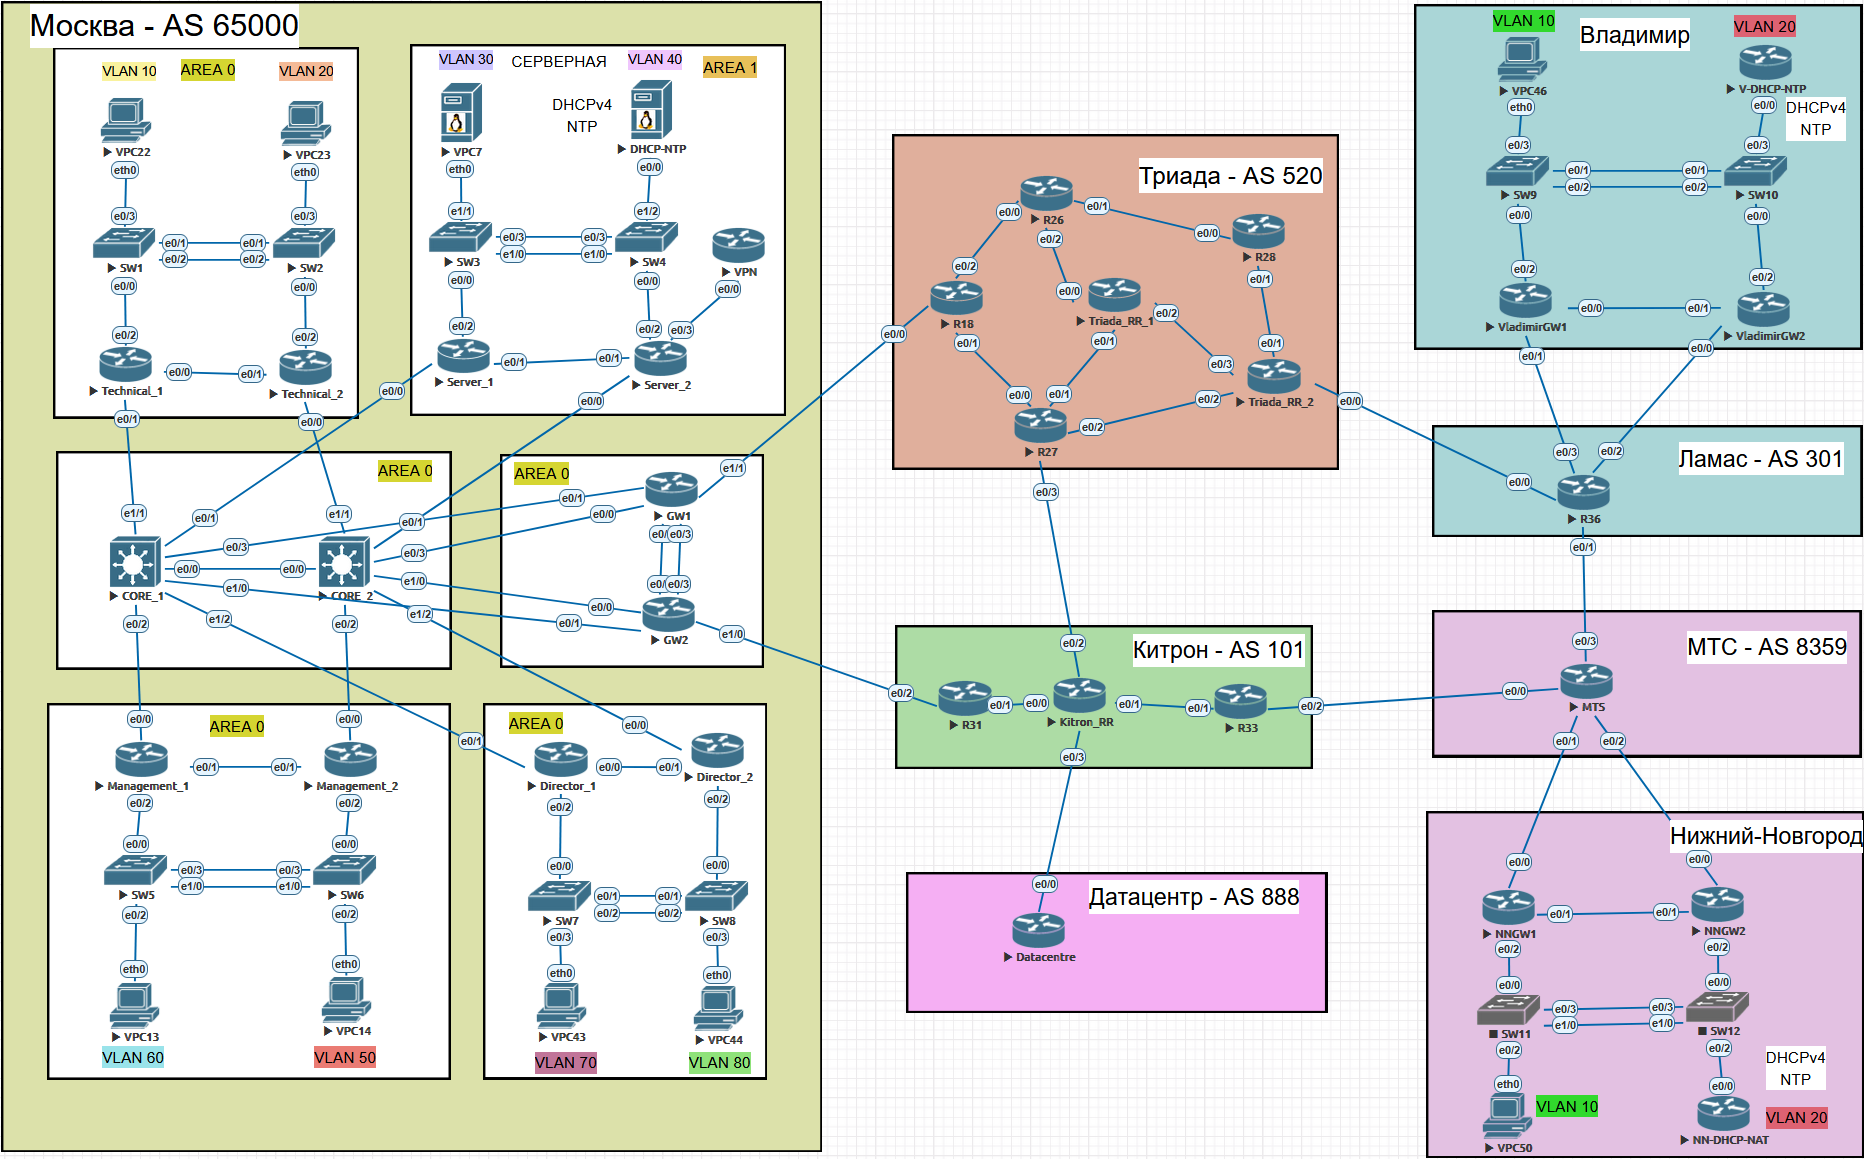 Москва - AS 65000
VLAN 10
AREA 0
VLAN 20
VPC22
VPC23
eth0
eth0
e0/3
e0/3
e0/1
e0/1
e0/2
e0/2
SW1
SW2
e0/0
e0/0
e0/2
e0/2
e0/0
e0/1
Technical_1
Technical_2
e0/1
e0/0
VLAN 30
СЕРВЕРНАЯ
VLAN 40
AREA 1
DHCPv4
NTP
VPC7
DHCP-NTP
eth0
e0/0
e1/1
e1/2
e0/3
e0/3
e1/0
e1/0
SW3
SW4
VPN
e0/0
e0/0
e0/0
e0/2
e0/2
e0/3
e0/1
e0/1
Server_1
Server_2
e0/0
e0/0
AREA 0
e1/1
e1/1
e0/1
e0/1
e0/3
e0/3
e0/0
e0/0
e1/0
e1/0
CORE_1
CORE_2
e0/2
e1/2
e0/2
e1/2
AREA 0
e1/1
e0/1
e0/0
GW1
e0/
e0/3
e0/
e0/3
e0/0
e0/1
GW2
e1/0
AREA 0
e0/0
e0/0
e0/1
e0/1
Management_1
Management_2
e0/2
e0/2
e0/0
e0/0
e0/3
e0/3
e1/0
e1/0
SW5
SW6
e0/2
e0/2
eth0
eth0
VPC13
VPC14
VLAN 60
VLAN 50
AREA 0
e0/0
e0/1
e0/0
e0/1
Director_1
Director_2
e0/2
e0/2
e0/0
e0/0
e0/1
e0/1
e0/2
e0/2
SW7
SW8
e0/3
e0/3
eth0
eth0
VPC43
VPC44
VLAN 70
VLAN 80
Триада - AS 520
R26
e0/0
e0/1
e0/2
e0/0
R28
e0/2
e0/1
e0/0
R18
Triada_RR_1
e0/2
e0/0
e0/1
e0/1
e0/1
e0/3
e0/0
e0/1
e0/2
Triada_RR_2
e0/0
R27
e0/2
e0/3
Китрон - AS 101
e0/2
e0/2
e0/1
e0/0
e0/1
e0/1
e0/2
R31
Kitron_RR
R33
e0/3
Датацентр - AS 888
e0/0
Datacentre
VLAN 10
Владимир
VLAN 20
VPC46
V-DHCP-NTP
eth0
e0/0
DHCPv4
NTP
e0/3
e0/3
e0/1
e0/1
e0/2
e0/2
SW9
SW10
e0/0
e0/0
e0/2
e0/2
e0/0
e0/1
VladimirGW1
VladimirGW2
e0/1
e0/0
Ламас - AS 301
e0/3
e0/2
e0/0
R36
e0/1
МТС - AS 8359
e0/3
e0/0
MTS
e0/1
e0/2
Нижний-Новгород
e0/0
e0/0
e0/1
e0/1
NNGW1
NNGW2
e0/2
e0/2
e0/0
e0/0
e0/3
e0/3
e1/0
e1/0
SW11
SW12
e0/2
e0/2
DHCPv4
NTP
eth0
e0/0
VLAN 10
VLAN 20
VPC50
NN-DHCP-NAT